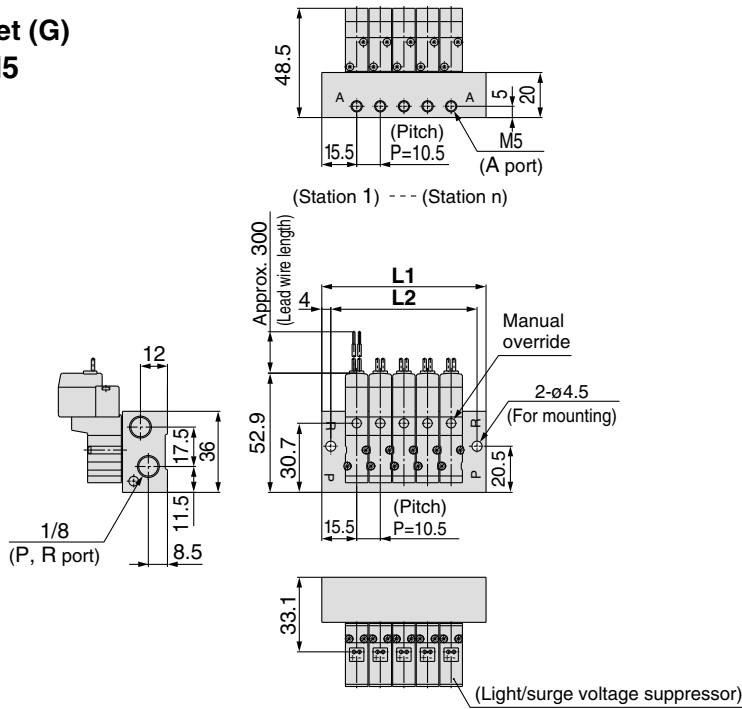 et (G)
15
48.5
A
A
5
20
(Pitch)
15.5
P=10.5
M5
(A port)
(Station 1) --- (Station n)
Approx. 300
(Lead wire length)
L1
4
L2
Manual
override
12
2-ø4.5
(For mounting)
52.9
30.7
R
R
17.5
36
20.5
P
P
11.5
(Pitch)
1/8
(P, R port)
8.5
15.5
P=10.5
33.1
(Light/surge voltage suppressor)